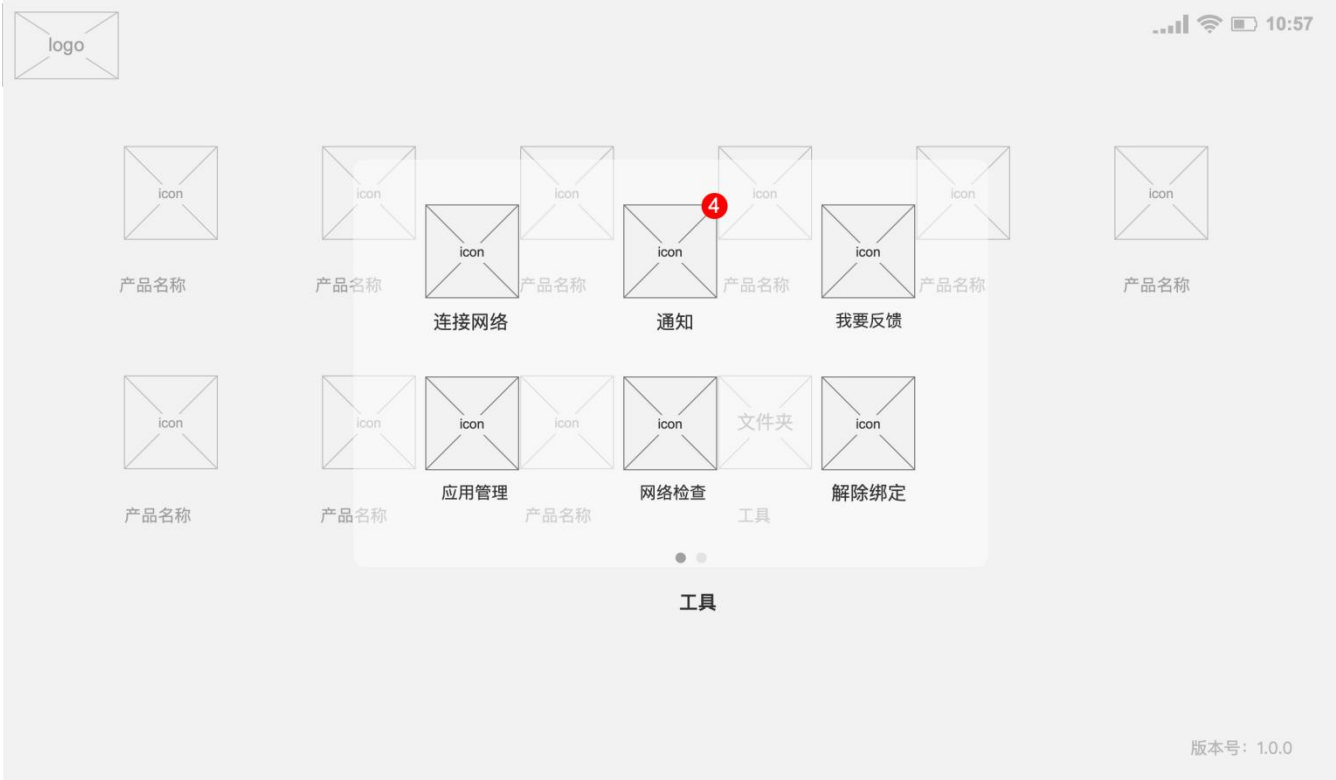 logo
10:57
icon icon icon icon icon icon
4
icon icon icon
产品名称 产品名称 产品名称 产品名称 产品名称 产品名称
连接网络 通知 我要反馈
icon icon icon icon icon 文件夹 icon
应用管理 网络检查 解除绑定
产品名称 产品名称 产品名称 工具
工具
版本号：1.0.0